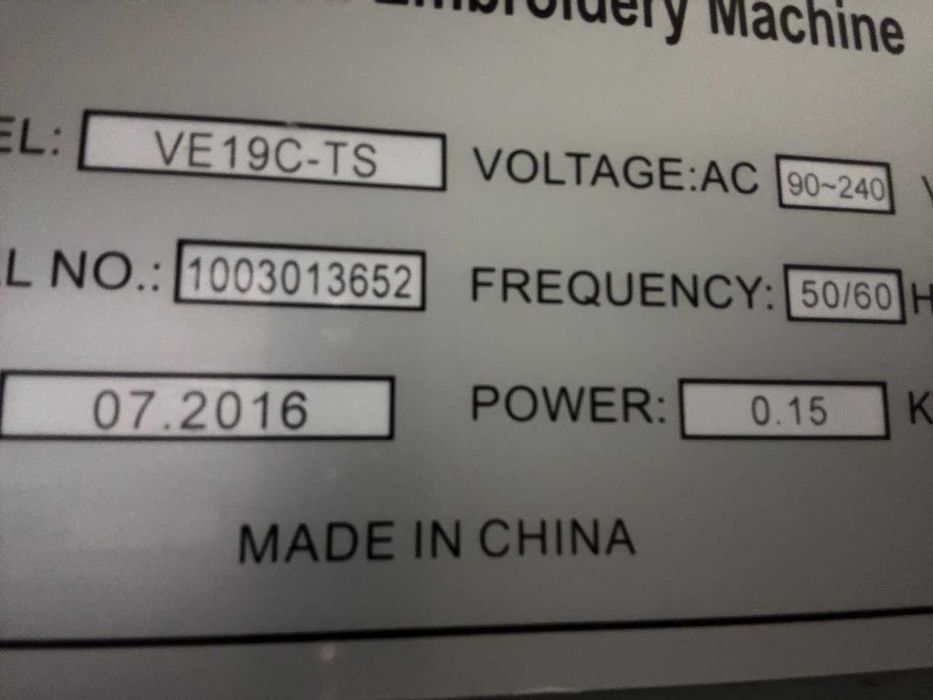 Embroidery Machine
EL: VE19C-TS VOLTAGE:AC 90~240 V
L NO.: 1003013652 FREQUENCY: 50/60 H
07.2016 POWER: 0.15 K
MADE IN CHINA